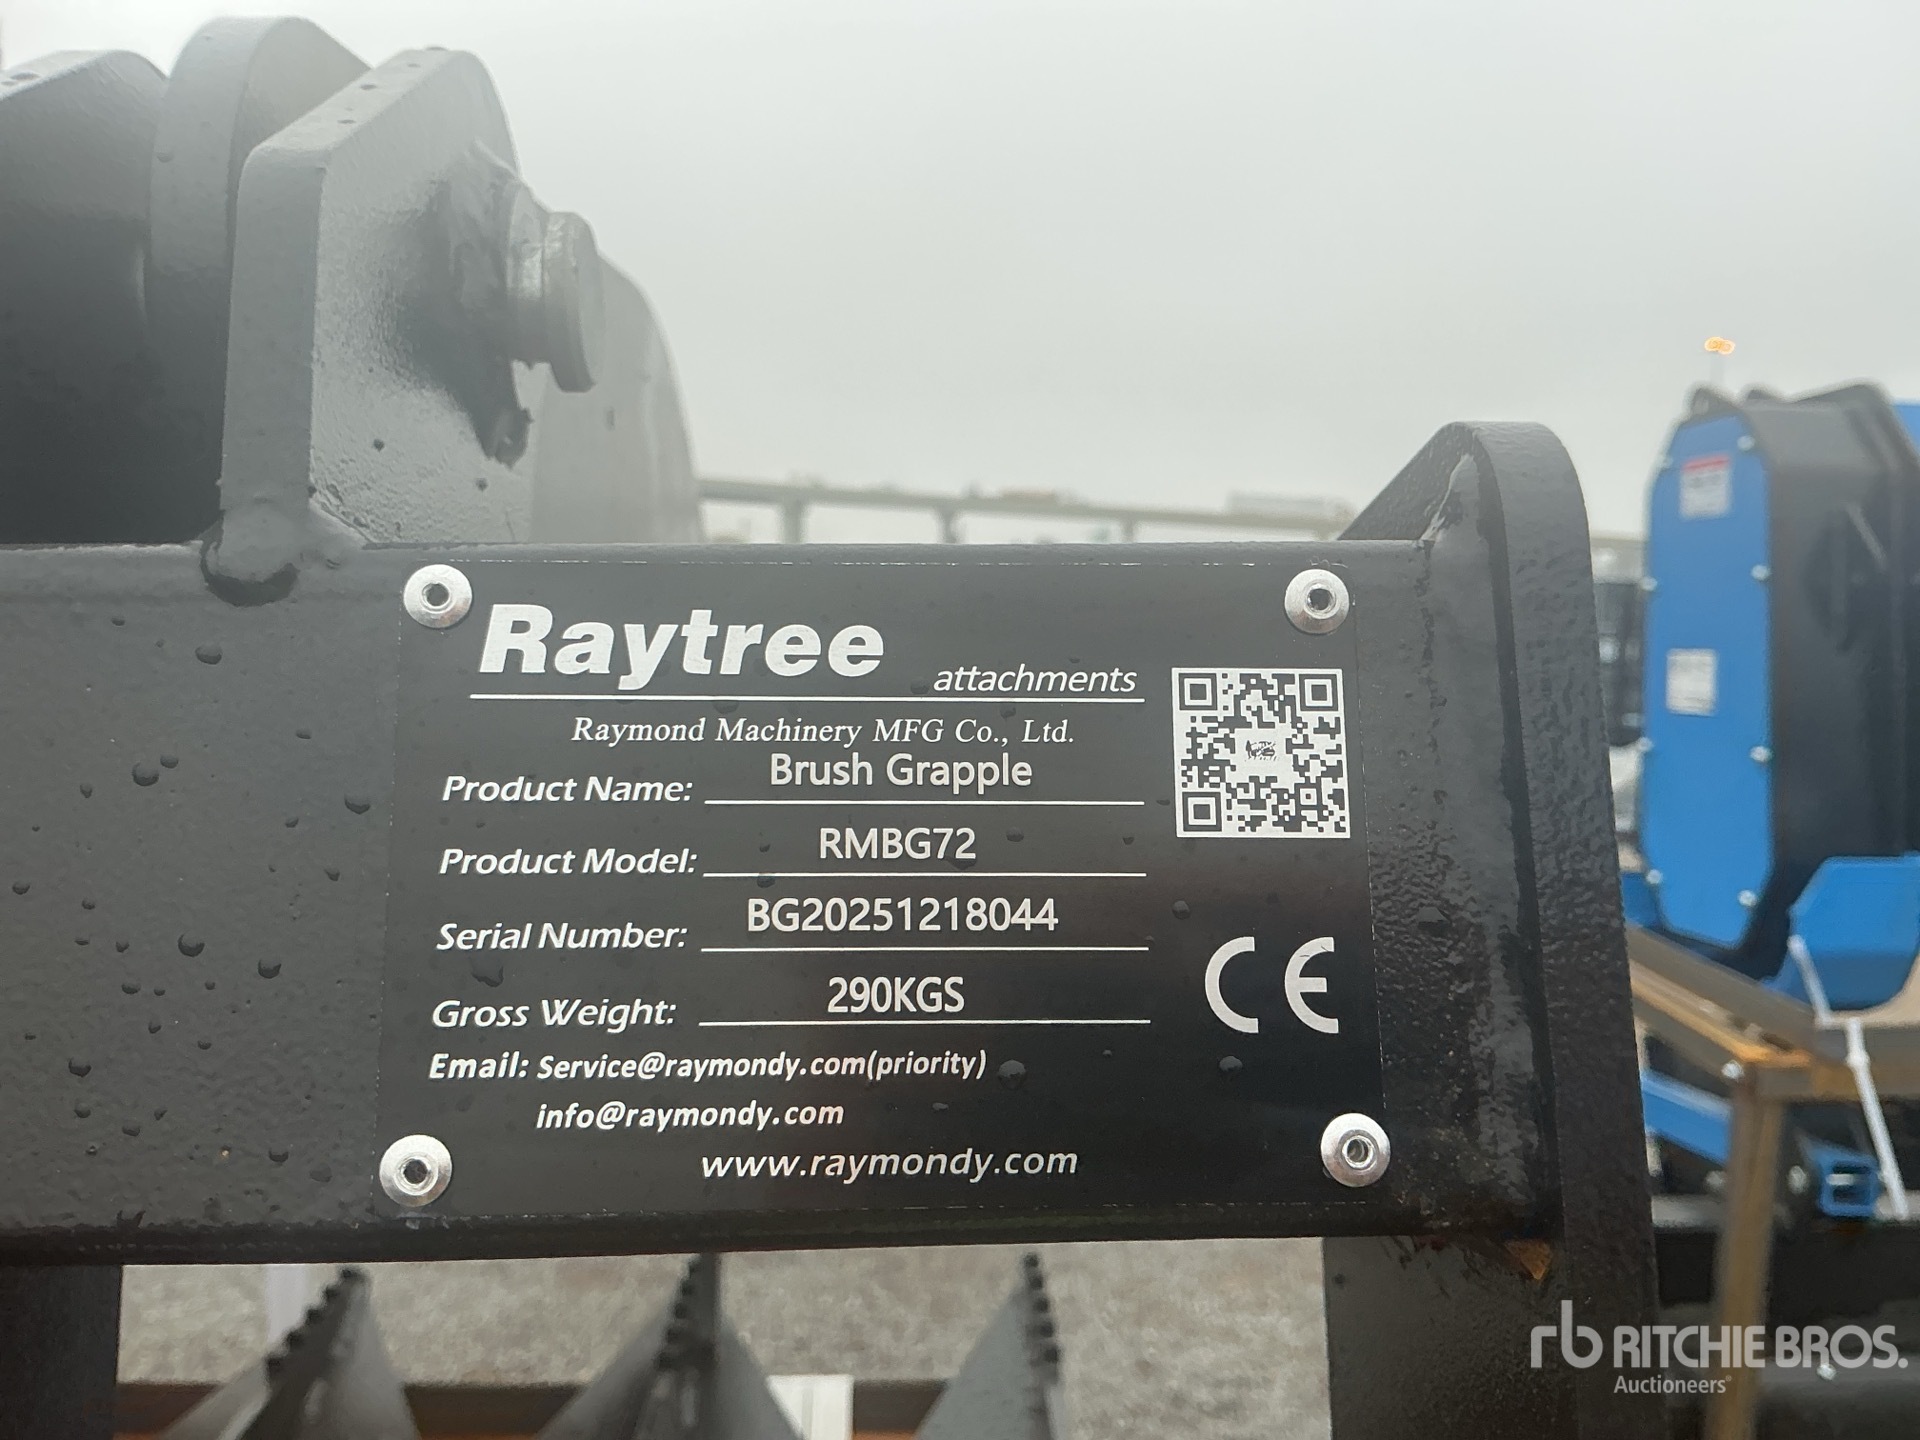 Raytree attachments
Raymond Machinery MFG Co., Ltd.
Product Name: Brush Grapple
Product Model: RMBG72
Serial Number: BG20251218044
Gross Weight: 290KGS
CE
Email: Service@raymondy.com(priority)
info@raymondy.com
www.raymondy.com
rb RITCHIE BROS.
Auctioneers